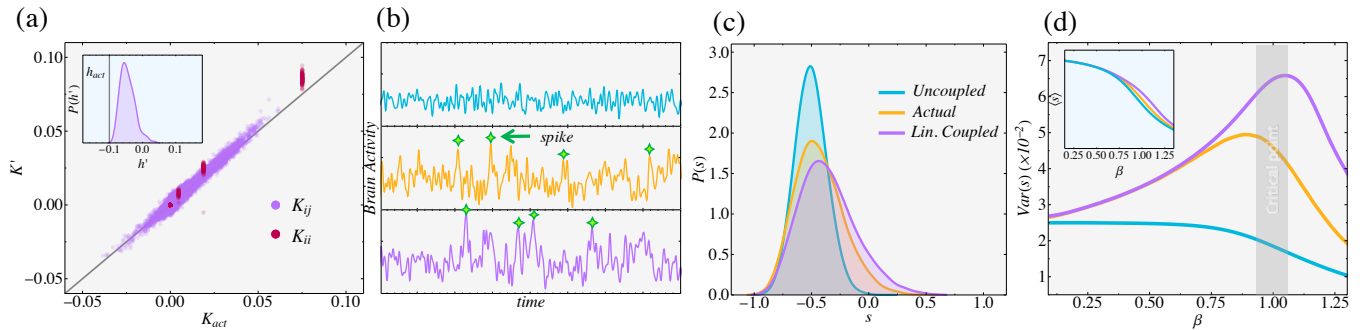 (a)
0.10
0.05
0.00
−0.05
K'
−0.05
0.00
0.05
0.10
K_act
h_act
P(h')
−0.1
0.0
0.1
h'
K_ij
K_ii
(b)
Brain Activity
spike
time
(c)
3.0
2.5
2.0
1.5
1.0
0.5
0.0
P(s)
−1.0
−0.5
0.0
0.5
1.0
s
Uncoupled
Actual
Lin. Coupled
(d)
7
6
5
4
3
2
1
Var(s) (×10⁻²)
0.25
0.50
0.75
1.00
1.25
β
⟨s⟩
0.25 0.50 0.75 1.00 1.25
β
Critical point